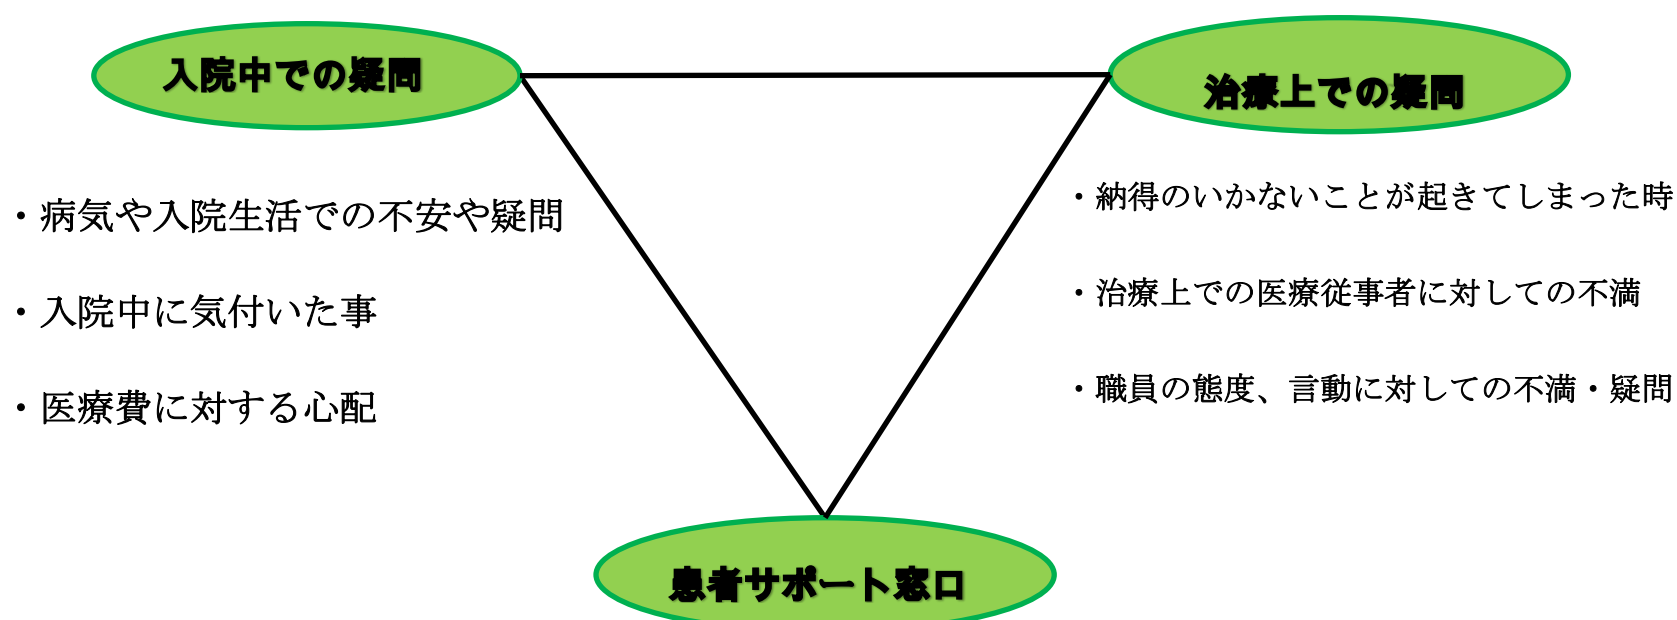 入院中での疑問
治療上での疑問
・病気や入院生活での不安や疑問
・入院中に気付いた事
・医療費に対する心配
・納得のいかないことが起きてしまった時
・治療上での医療従事者に対しての不満
・職員の態度、言動に対しての不満・疑問
患者サポート窓口